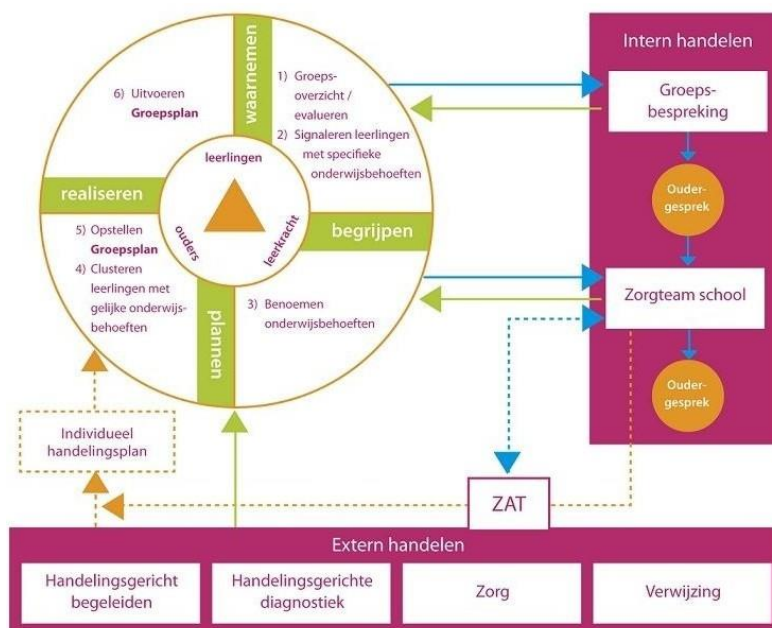 waarnemen
1) Groeps-
overzicht /
evalueren
2) Signaleren leerlingen
met specifieke
onderwijsbehoeften
begrijpen
3) Benoemen
onderwijsbehoeften
plannen
5) Opstellen
Groepsplan
4) Clusteren
leerlingen met
gelijke onderwijs-
behoeften
realiseren
6) Uitvoeren
Groepsplan
leerlingen
ouders
leerkracht
Intern handelen
Groeps-
bespreking
Ouder-
gesprek
Zorgteam school
Ouder-
gesprek
Individueel
handelingsplan
ZAT
Extern handelen
Handelingsgericht
begeleiden
Handelingsgerichte
diagnostiek
Zorg
Verwijzing